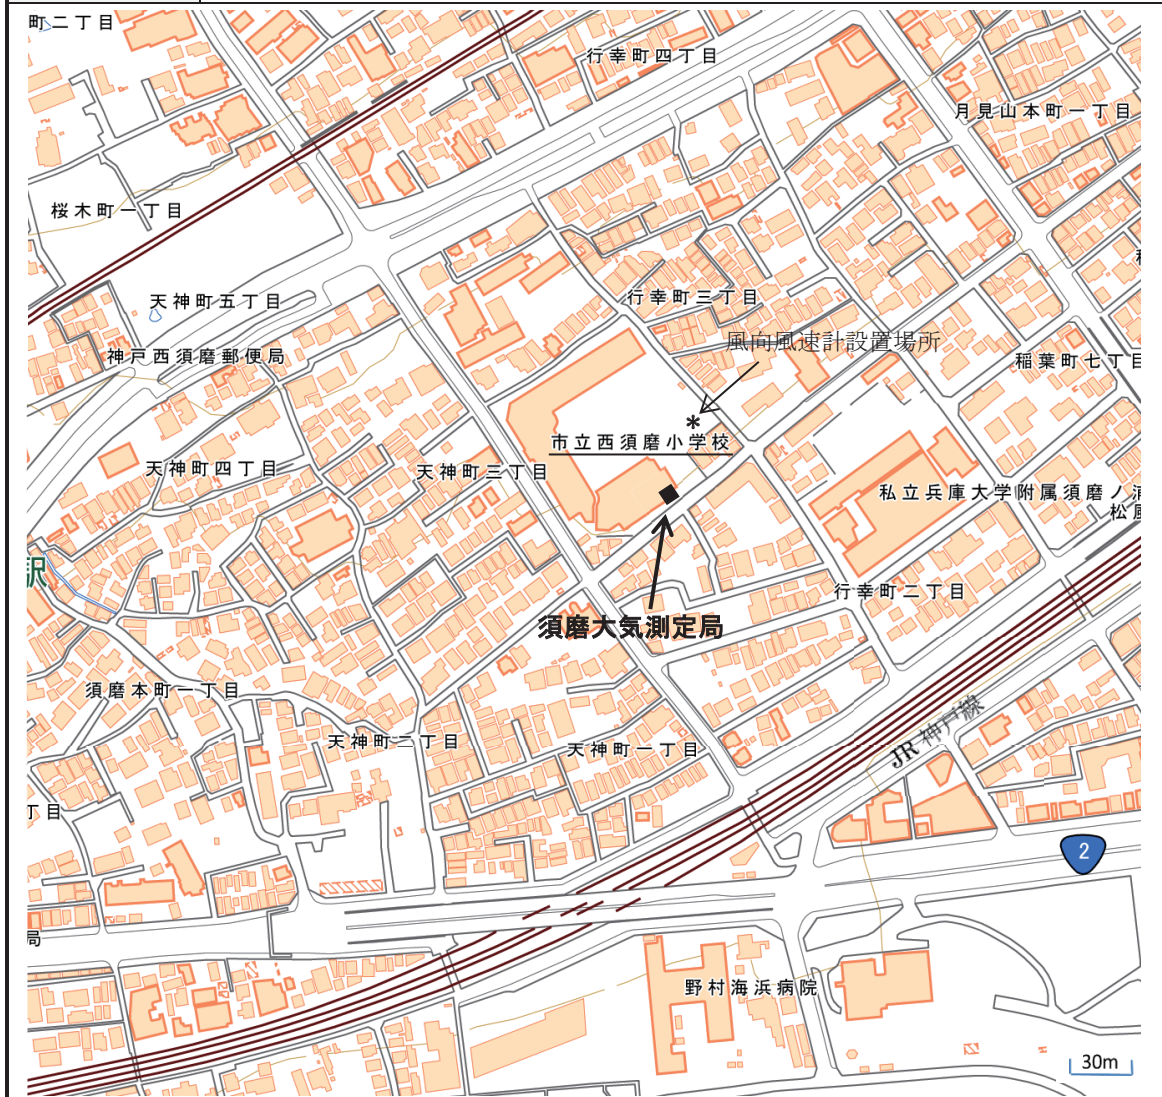 町二丁目
行幸町四丁目
月見山本町一丁目
桜木町一丁目
天神町五丁目
行幸町三丁目
風向風速計設置場所
神戸西須磨郵便局
稲葉町七丁目
市立西須磨小学校
天神町四丁目
天神町三丁目
私立兵庫大学附属須磨ノ浦
松風
駅
行幸町二丁目
須磨大気測定局
須磨本町一丁目
JR 神戸線
天神町二丁目
天神町一丁目
丁目
2
局
野村海浜病院
30m